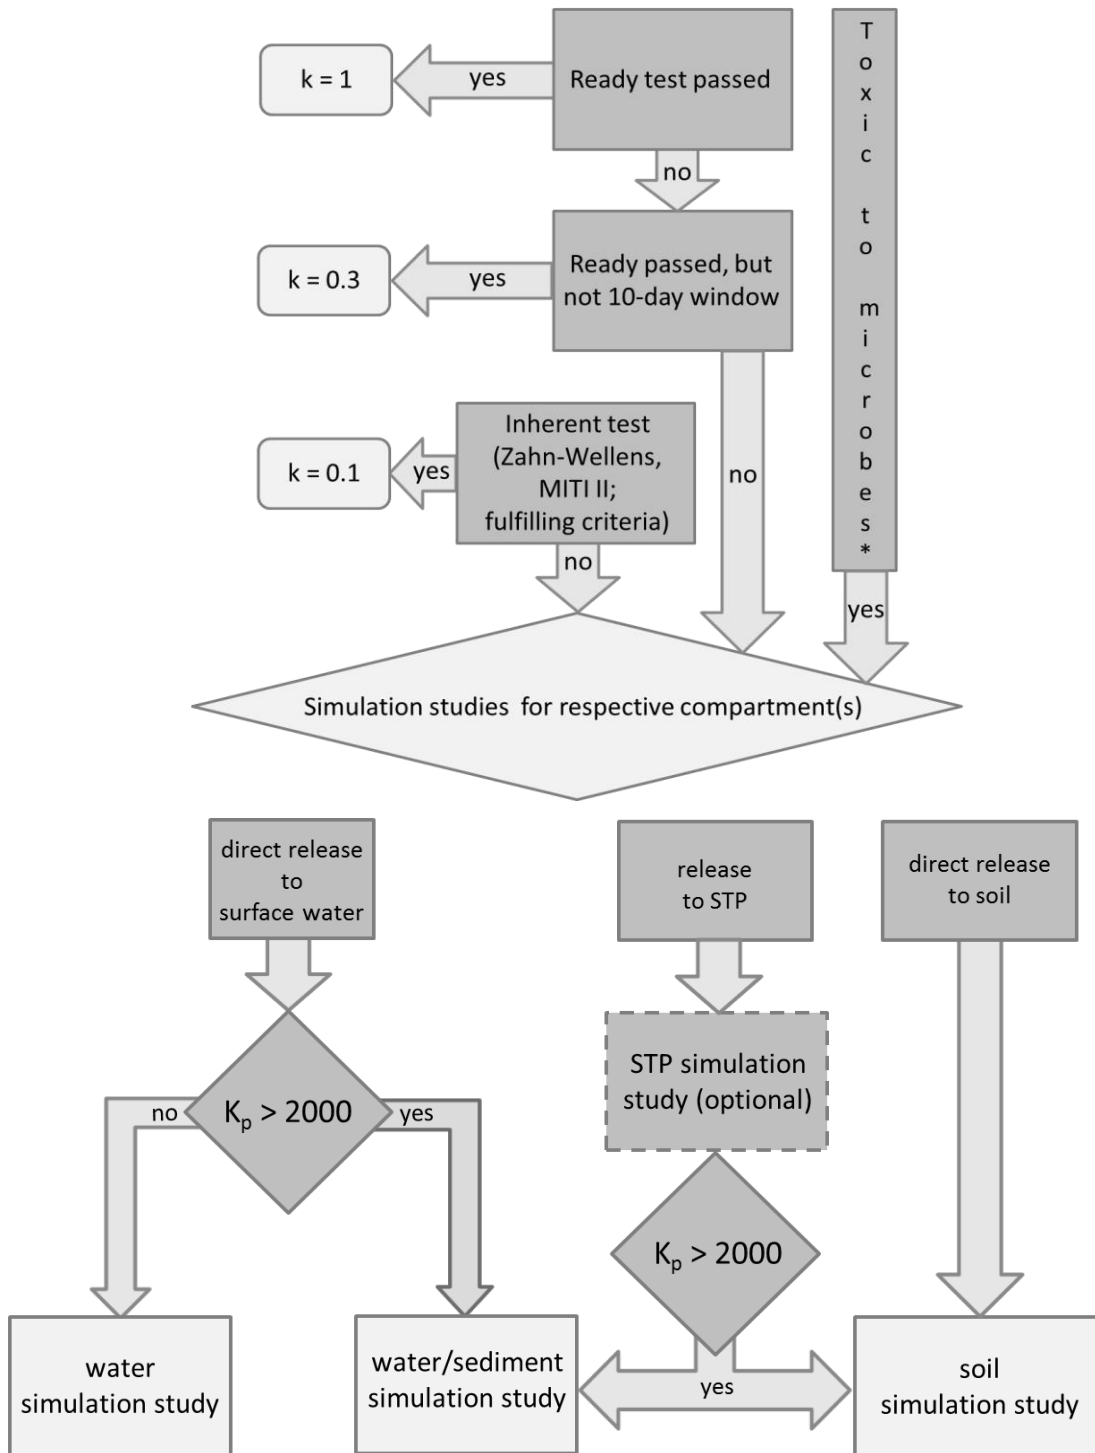 k = 1
yes
Ready test passed
no
k = 0.3
yes
Ready passed, but
not 10-day window
Toxic to microbes*
k = 0.1
yes
Inherent test
(Zahn-Wellens,
MITI II;
fulfilling criteria)
no
no
yes
Simulation studies for respective compartment(s)
direct release
to
surface water
release
to STP
direct release
to soil
STP simulation
study (optional)
no
Kp > 2000
yes
Kp > 2000
yes
water
simulation study
water/sediment
simulation study
soil
simulation study